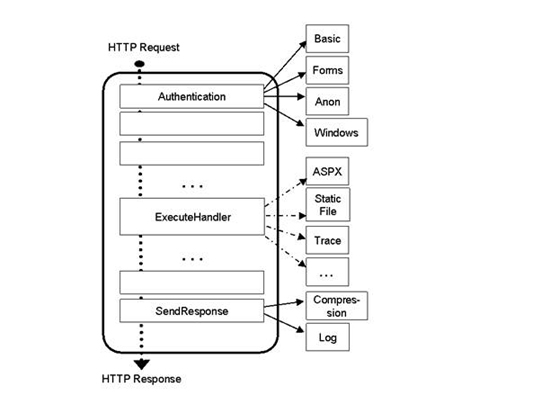 HTTP Request
Basic
Forms
Authentication
Anon
Windows
...
ASPX
Static
File
ExecuteHandler
Trace
...
...
Compres-
sion
SendResponse
Log
HTTP Response